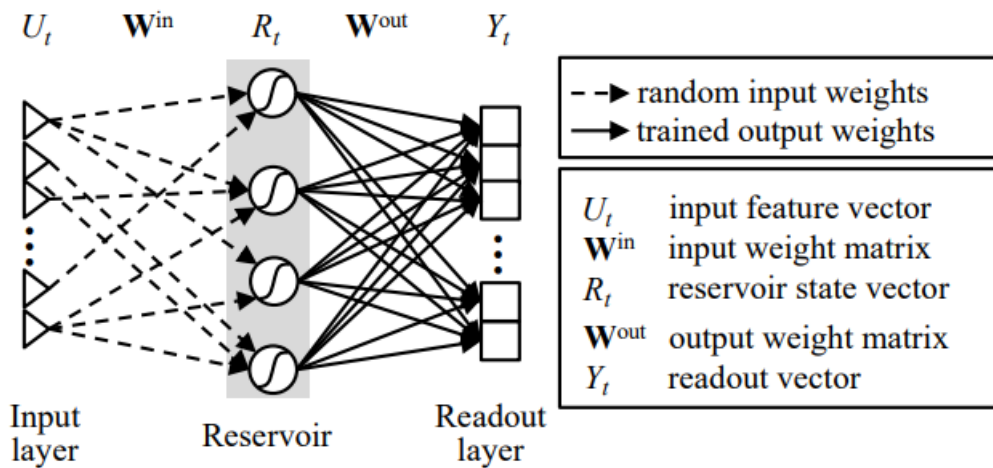 U_t W^in R_t W^out Y_t
random input weights
trained output weights
U_t input feature vector
W^in input weight matrix
R_t reservoir state vector
W^out output weight matrix
Y_t readout vector
Input
layer
Reservoir
Readout
layer